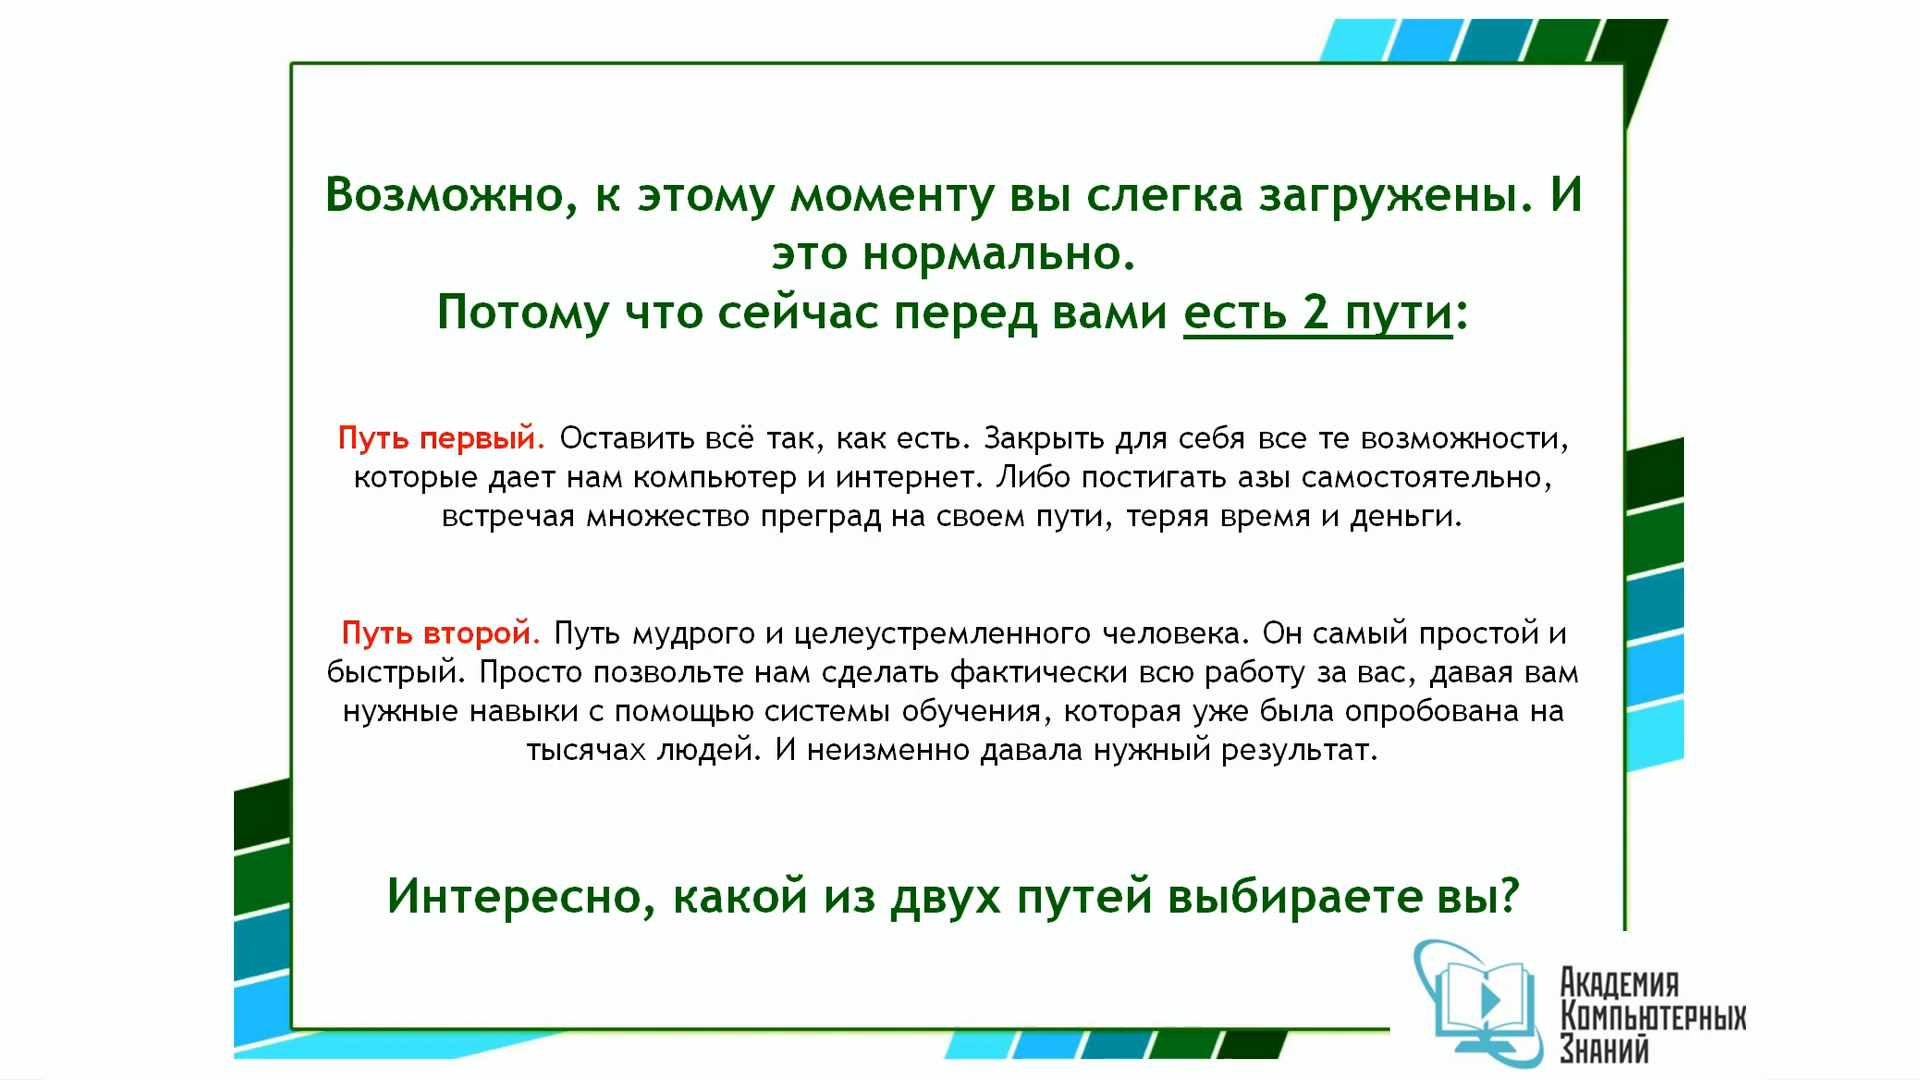 Возможно, к этому моменту вы слегка загружены. И
это нормально.
Потому что сейчас перед вами есть 2 пути:
Путь первый. Оставить всё так, как есть. Закрыть для себя все те возможности,
которые дает нам компьютер и интернет. Либо постигать азы самостоятельно,
встречая множество преград на своем пути, теряя время и деньги.
Путь второй. Путь мудрого и целеустремленного человека. Он самый простой и
быстрый. Просто позвольте нам сделать фактически всю работу за вас, давая вам
нужные навыки с помощью системы обучения, которая уже была опробована на
тысячах людей. И неизменно давала нужный результат.
Интересно, какой из двух путей выбираете вы?
Академия
Компьютерных
Знаний